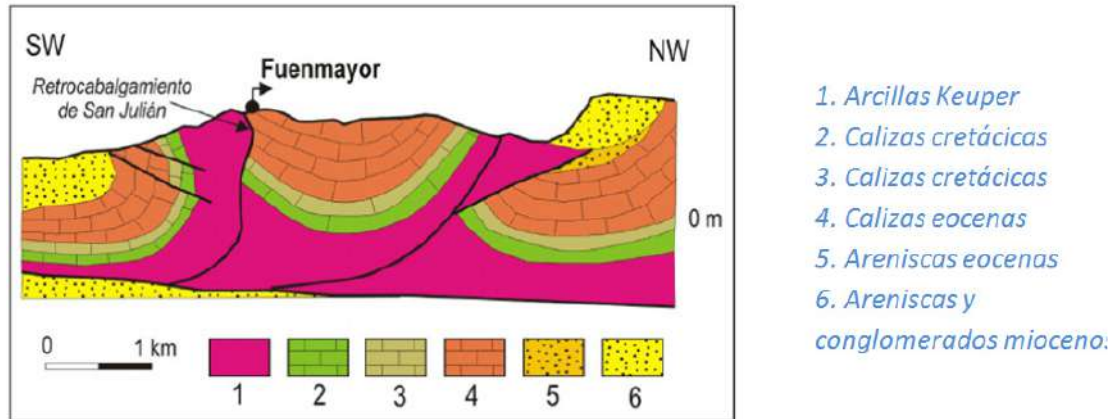 SW
NW
Fuenmayor
Retrocabalgamiento
de San Julián
0 m
0
1 km
1
2
3
4
5
6
1. Arcillas Keuper
2. Calizas cretácicas
3. Calizas cretácicas
4. Calizas eocenas
5. Areniscas eocenas
6. Areniscas y
conglomerados miocenos